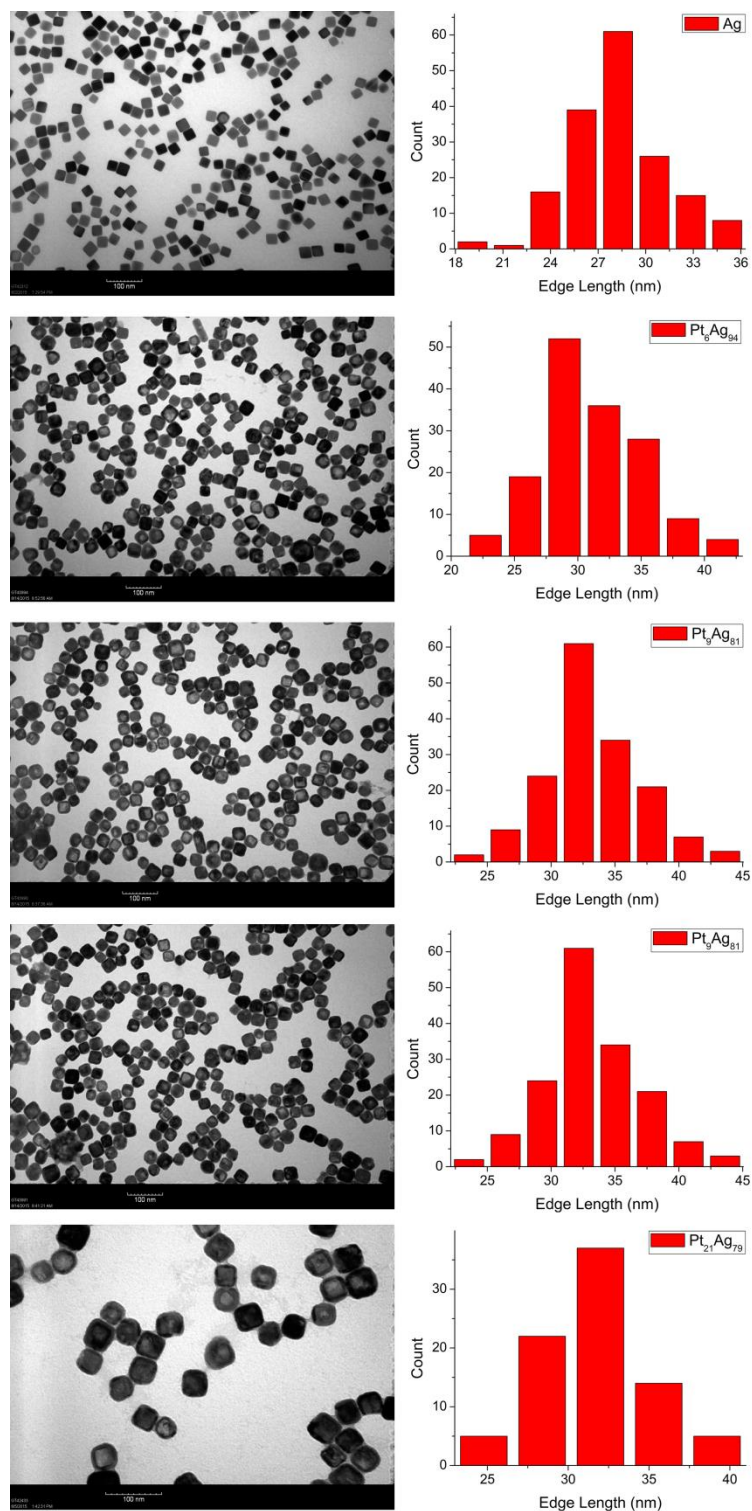 Ag
60
50
40
30
20
10
0
Count
18 21 24 27 30 33 36
Edge Length (nm)
100 nm
Pt₆Ag₉₄
50
40
30
20
10
0
Count
20 25 30 35 40
Edge Length (nm)
100 nm
Pt₉Ag₈₁
60
50
40
30
20
10
0
Count
25 30 35 40 45
Edge Length (nm)
100 nm
Pt₉Ag₈₁
60
50
40
30
20
10
0
Count
25 30 35 40 45
Edge Length (nm)
100 nm
Pt₂₁Ag₇₉
30
20
10
0
Count
25 30 35 40
Edge Length (nm)
100 nm